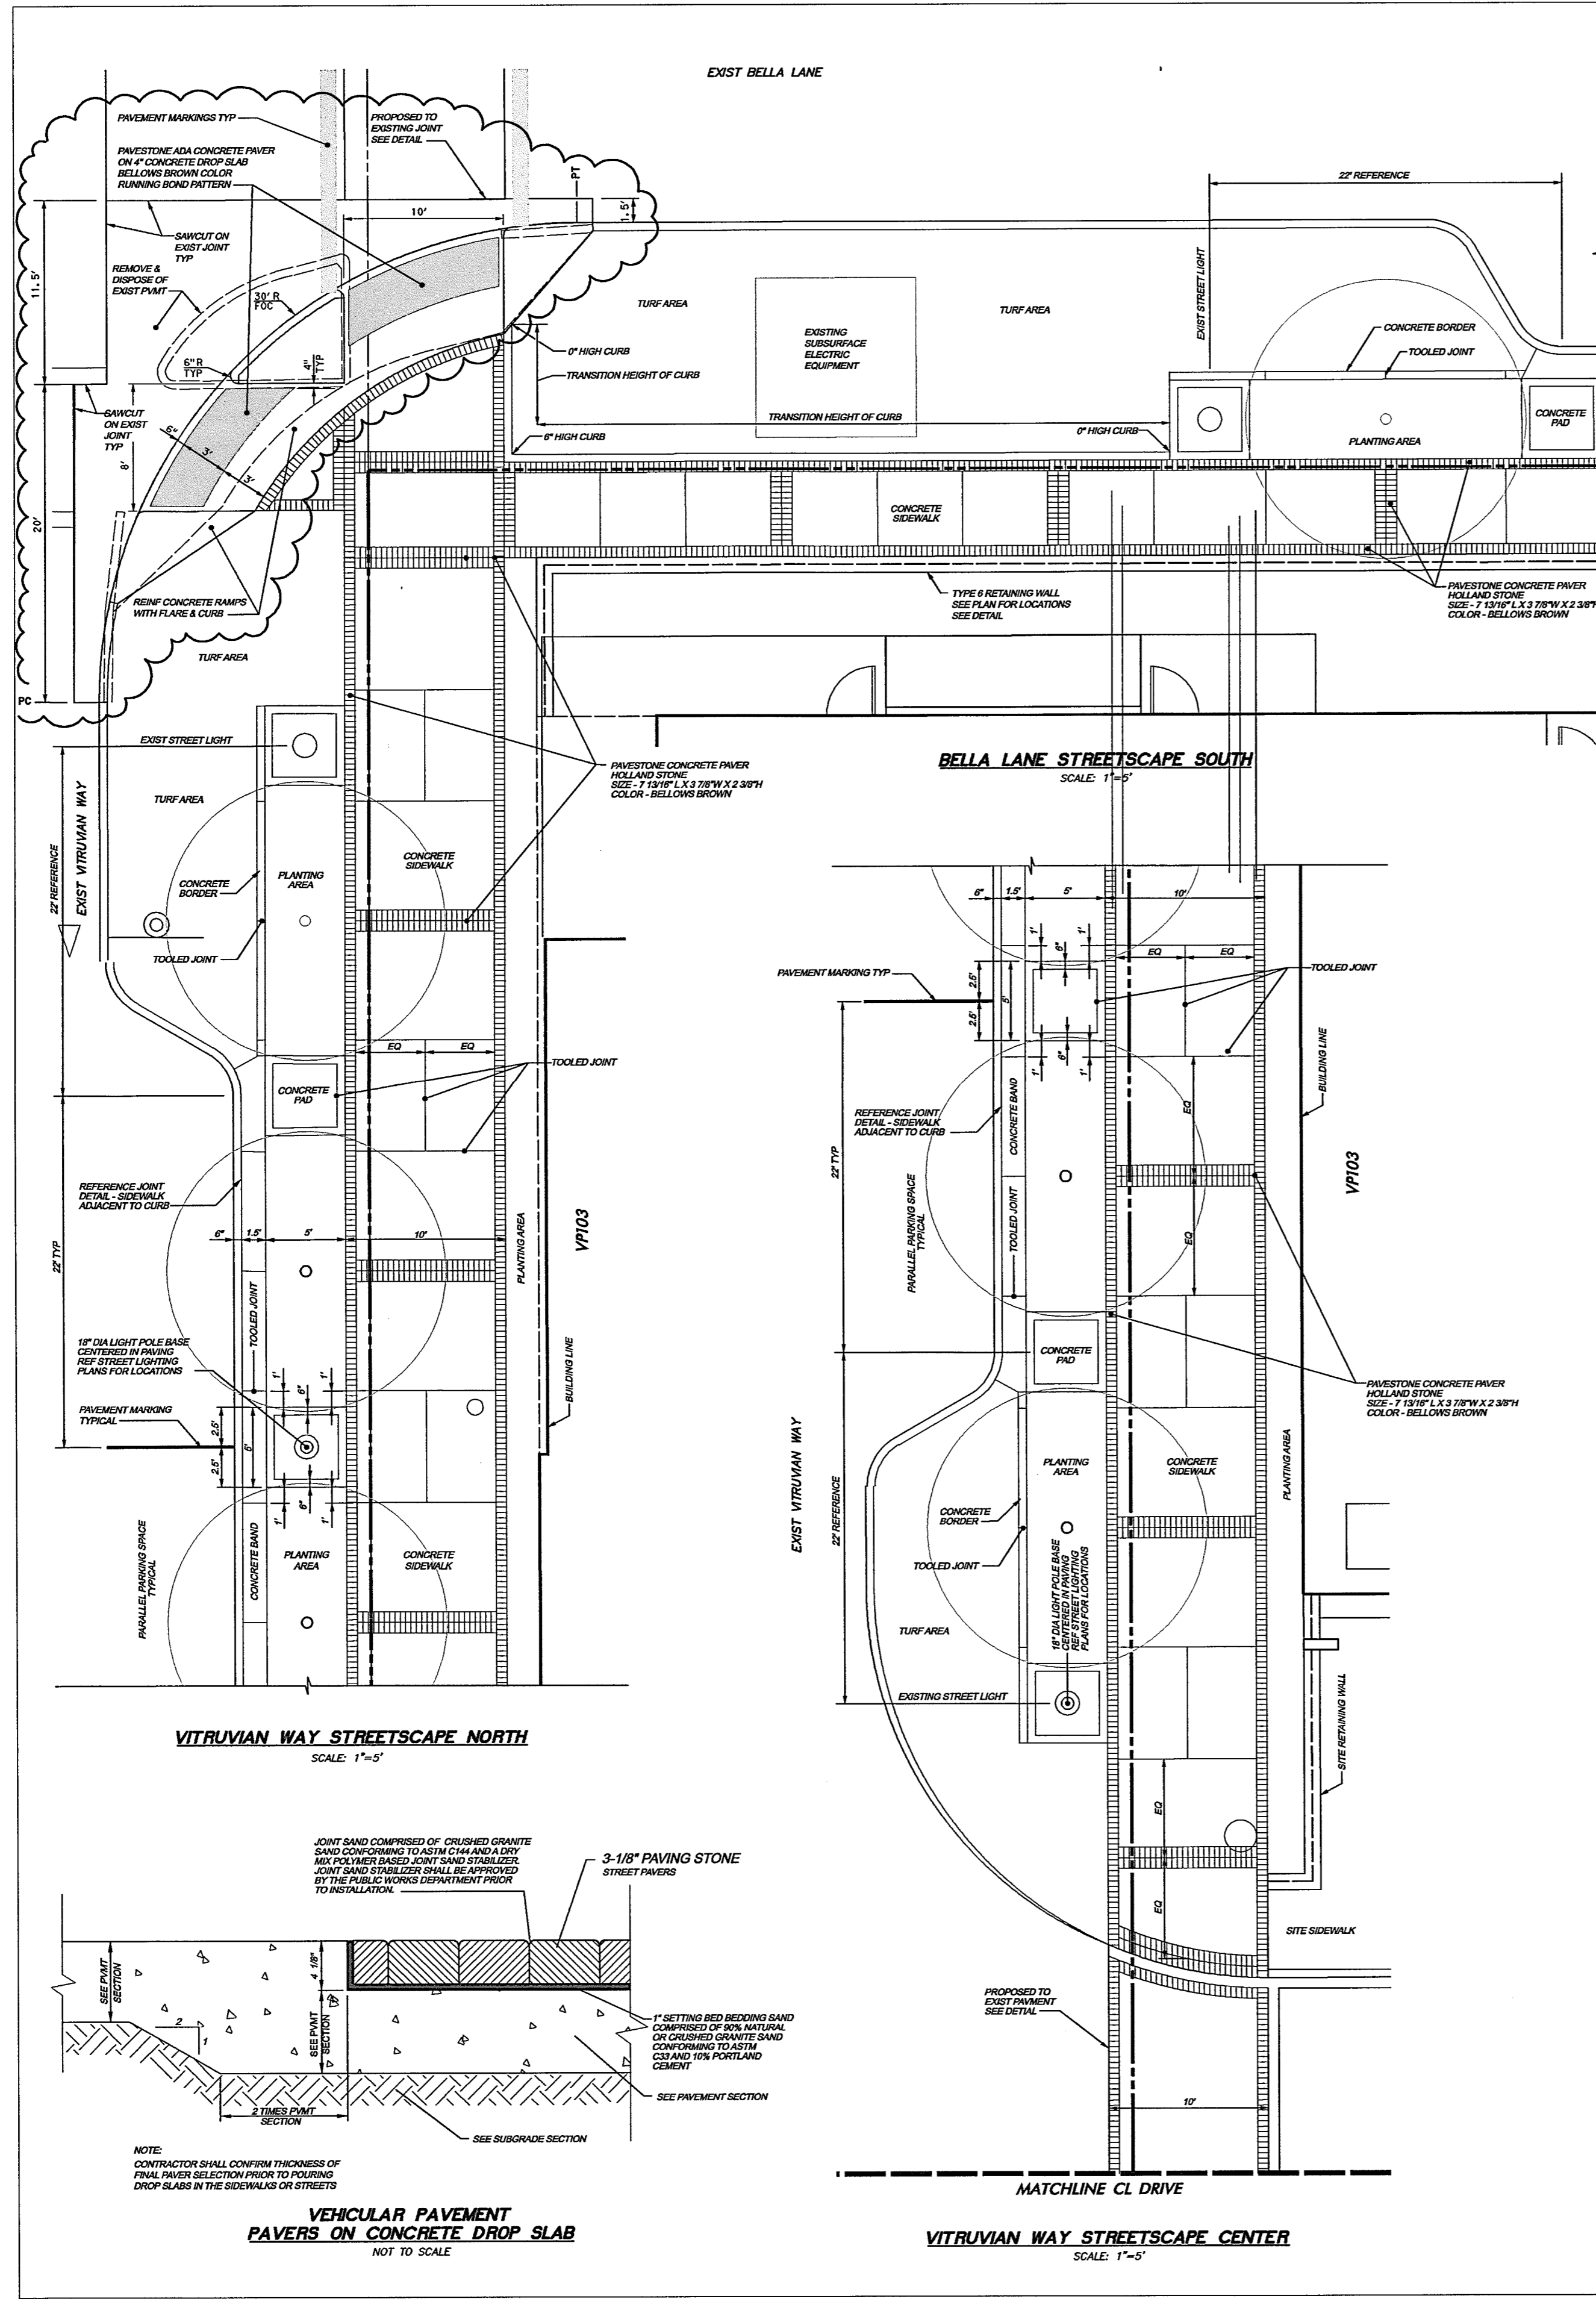 EXIST BELLA LANE
PAVEMENT MARKINGS TYP
PAVESTONE ADA CONCRETE PAVER
ON 4" CONCRETE DROP SLAB
BELLOWS BROWN COLOR
RUNNING BOND PATTERN
PROPOSED TO
EXISTING JOINT
SEE DETAIL
PT
1.5'
10'
SAWCUT ON
EXIST JOINT
TYP
REMOVE &
DISPOSE OF
EXIST PVMT
11.5'
30' R
FOC
6"R
TYP
4"
TYP
SAWCUT
ON EXIST
JOINT
TYP
6"
3'
3'
8'
20'
REINF CONCRETE RAMPS
WITH FLARE & CURB
TURF AREA
PC
TURF AREA
EXISTING
SUBSURFACE
ELECTRIC
EQUIPMENT
TURF AREA
0" HIGH CURB
TRANSITION HEIGHT OF CURB
TRANSITION HEIGHT OF CURB
6" HIGH CURB
0" HIGH CURB
22' REFERENCE
EXIST STREET LIGHT
CONCRETE BORDER
TOOLED JOINT
CONCRETE
PAD
PLANTING AREA
CONCRETE
SIDEWALK
TYPE 6 RETAINING WALL
SEE PLAN FOR LOCATIONS
SEE DETAIL
PAVESTONE CONCRETE PAVER
HOLLAND STONE
SIZE - 7 13/16" L X 3 7/8"W X 2 3/8"H
COLOR - BELLOWS BROWN
BELLA LANE STREETSCAPE SOUTH
SCALE: 1"=5'
EXIST STREET LIGHT
TURF AREA
EXIST VITRUVIAN WAY
22' REFERENCE
PAVESTONE CONCRETE PAVER
HOLLAND STONE
SIZE - 7 13/16" L X 3 7/8"W X 2 3/8"H
COLOR - BELLOWS BROWN
CONCRETE
BORDER
PLANTING
AREA
CONCRETE
SIDEWALK
TOOLED JOINT
EQ
EQ
TOOLED JOINT
CONCRETE
PAD
REFERENCE JOINT
DETAIL - SIDEWALK
ADJACENT TO CURB
6"
1.5'
5'
10'
22' TYP
PLANTING AREA
VP103
TOOLED JOINT
18" DIA LIGHT POLE BASE
CENTERED IN PAVING
REF STREET LIGHTING
PLANS FOR LOCATIONS
BUILDING LINE
PAVEMENT MARKING
TYPICAL
1'
6"
1'
2.5'
2.5'
5'
1'
6"
1'
PARALLEL PARKING SPACE
TYPICAL
CONCRETE BAND
PLANTING
AREA
CONCRETE
SIDEWALK
VITRUVIAN WAY STREETSCAPE NORTH
SCALE: 1"=5'
6"
1.5'
5'
10'
1'
6"
1'
EQ
EQ
PAVEMENT MARKING TYP
2.5'
2.5'
5'
TOOLED JOINT
1'
6"
1'
BUILDING LINE
REFERENCE JOINT
DETAIL - SIDEWALK
ADJACENT TO CURB
CONCRETE BAND
EQ
22' TYP
VP103
PARALLEL PARKING SPACE
TYPICAL
TOOLED JOINT
EQ
CONCRETE
PAD
PAVESTONE CONCRETE PAVER
HOLLAND STONE
SIZE - 7 13/16" L X 3 7/8"W X 2 3/8"H
COLOR - BELLOWS BROWN
EXIST VITRUVIAN WAY
22' REFERENCE
PLANTING
AREA
CONCRETE
SIDEWALK
PLANTING AREA
CONCRETE
BORDER
TOOLED JOINT
18" DIA LIGHT POLE BASE
CENTERED IN PAVING
REF STREET LIGHTING
PLANS FOR LOCATIONS
TURF AREA
EXISTING STREET LIGHT
SITE RETAINING WALL
EQ
EQ
SITE SIDEWALK
PROPOSED TO
EXIST PAVMENT
SEE DETIAL
10'
MATCHLINE CL DRIVE
VITRUVIAN WAY STREETSCAPE CENTER
SCALE: 1"=5'
JOINT SAND COMPRISED OF CRUSHED GRANITE
SAND CONFORMING TO ASTM C144 AND A DRY
MIX POLYMER BASED JOINT SAND STABILIZER.
JOINT SAND STABILIZER SHALL BE APPROVED
BY THE PUBLIC WORKS DEPARTMENT PRIOR
TO INSTALLATION.
3-1/8" PAVING STONE
STREET PAVERS
SEE PVMT
SECTION
4 1/8"
2
1
SEE PVMT
SECTION
1" SETTING BED BEDDING SAND
COMPRISED OF 90% NATURAL
OR CRUSHED GRANITE SAND
CONFORMING TO ASTM
C33 AND 10% PORTLAND
CEMENT
SEE PAVEMENT SECTION
2 TIMES PVMT
SECTION
SEE SUBGRADE SECTION
NOTE:
CONTRACTOR SHALL CONFIRM THICKNESS OF
FINAL PAVER SELECTION PRIOR TO POURING
DROP SLABS IN THE SIDEWALKS OR STREETS
VEHICULAR PAVEMENT
PAVERS ON CONCRETE DROP SLAB
NOT TO SCALE